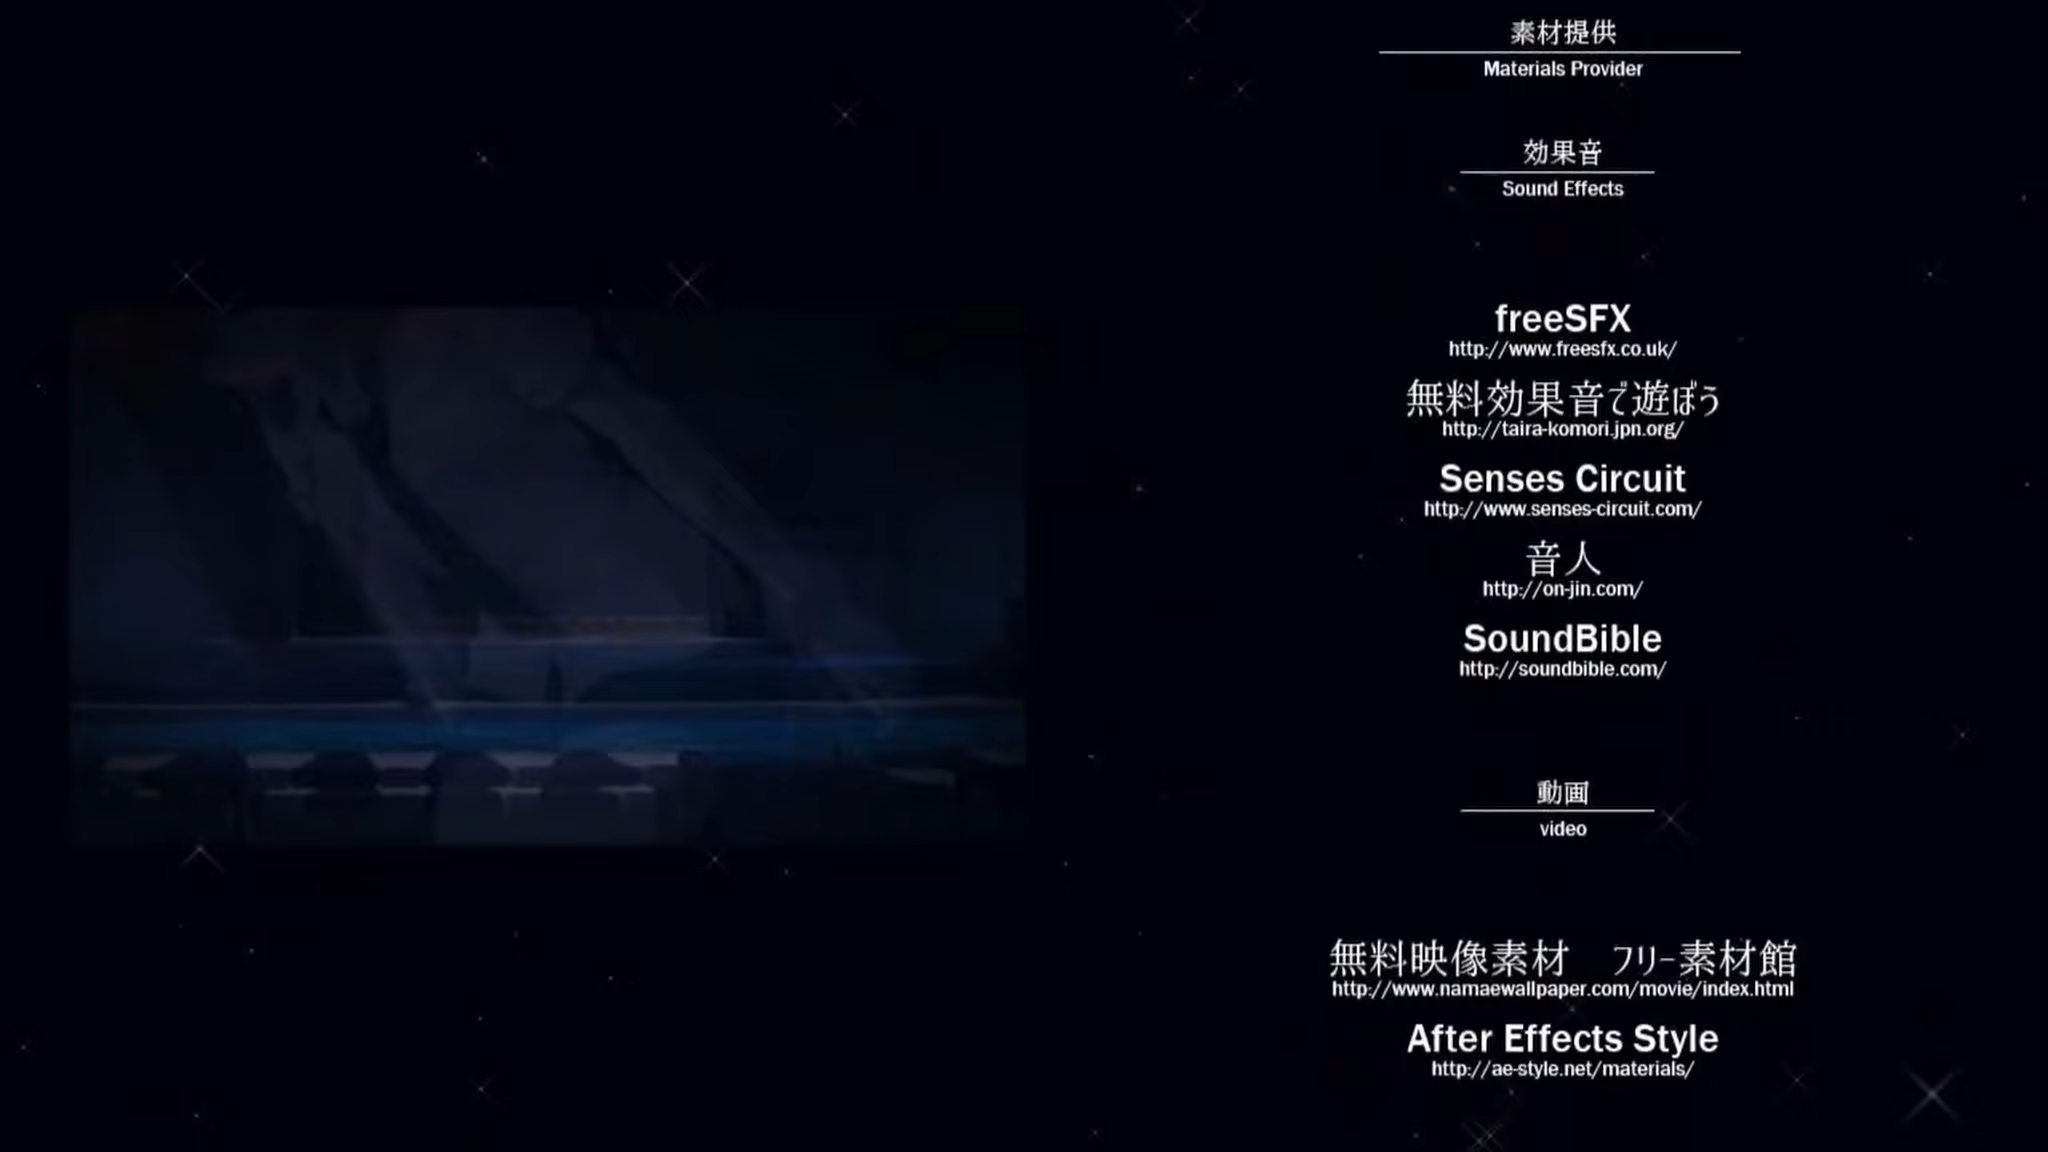 素材提供
Materials Provider
効果音
Sound Effects
freeSFX
http://www.freesfx.co.uk/
無料効果音で遊ぼう
http://taira-komori.jpn.org/
Senses Circuit
http://www.senses-circuit.com/
音人
http://on-jin.com/
SoundBible
http://soundbible.com/
動画
video
無料映像素材　フリー素材館
http://www.namaewallpaper.com/movie/index.html
After Effects Style
http://ae-style.net/materials/